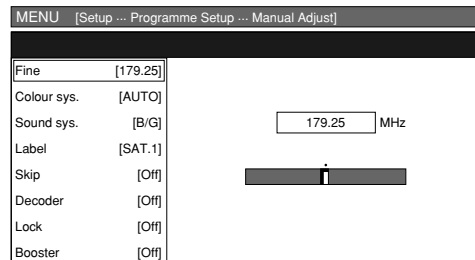 MENU [Setup ··· Programme Setup ··· Manual Adjust]
Fine [179.25]
Colour sys. [AUTO]
Sound sys. [B/G]
179.25 MHz
Label [SAT.1]
Skip [Off]
Decoder [Off]
Lock [Off]
Booster [Off]